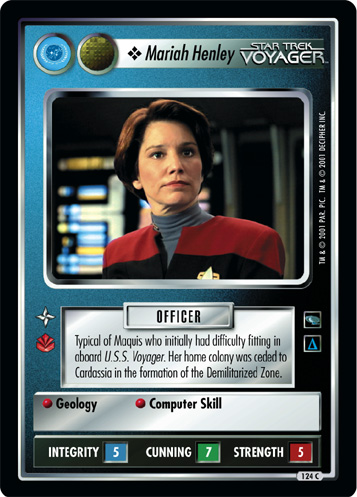 ❖ Mariah Henley
STAR TREK
VOYAGER™
TM & © 2001 PAR. PIC. TM & © 2001 DECIPHER INC.
OFFICER
Typical of Maquis who initially had difficulty fitting in
aboard U.S.S. Voyager. Her home colony was ceded to
Cardassia in the formation of the Demilitarized Zone.
Geology Computer Skill
INTEGRITY 5 CUNNING 7 STRENGTH 5
124 C